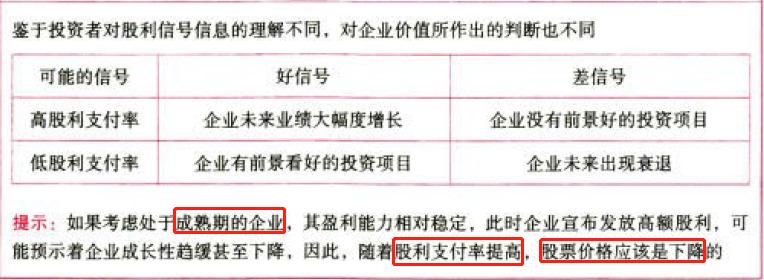 鉴于投资者对股利信号信息的理解不同，对企业价值所作出的判断也不同
可能的信号 好信号 差信号
高股利支付率 企业未来业绩大幅度增长 企业没有前景好的投资项目
低股利支付率 企业有前景看好的投资项目 企业未来出现衰退
提示：如果考虑处于成熟期的企业，其盈利能力相对稳定，此时企业宣布发放高额股利，可
能预示着企业成长性趋缓甚至下降，因此，随着股利支付率提高，股票价格应该是下降的